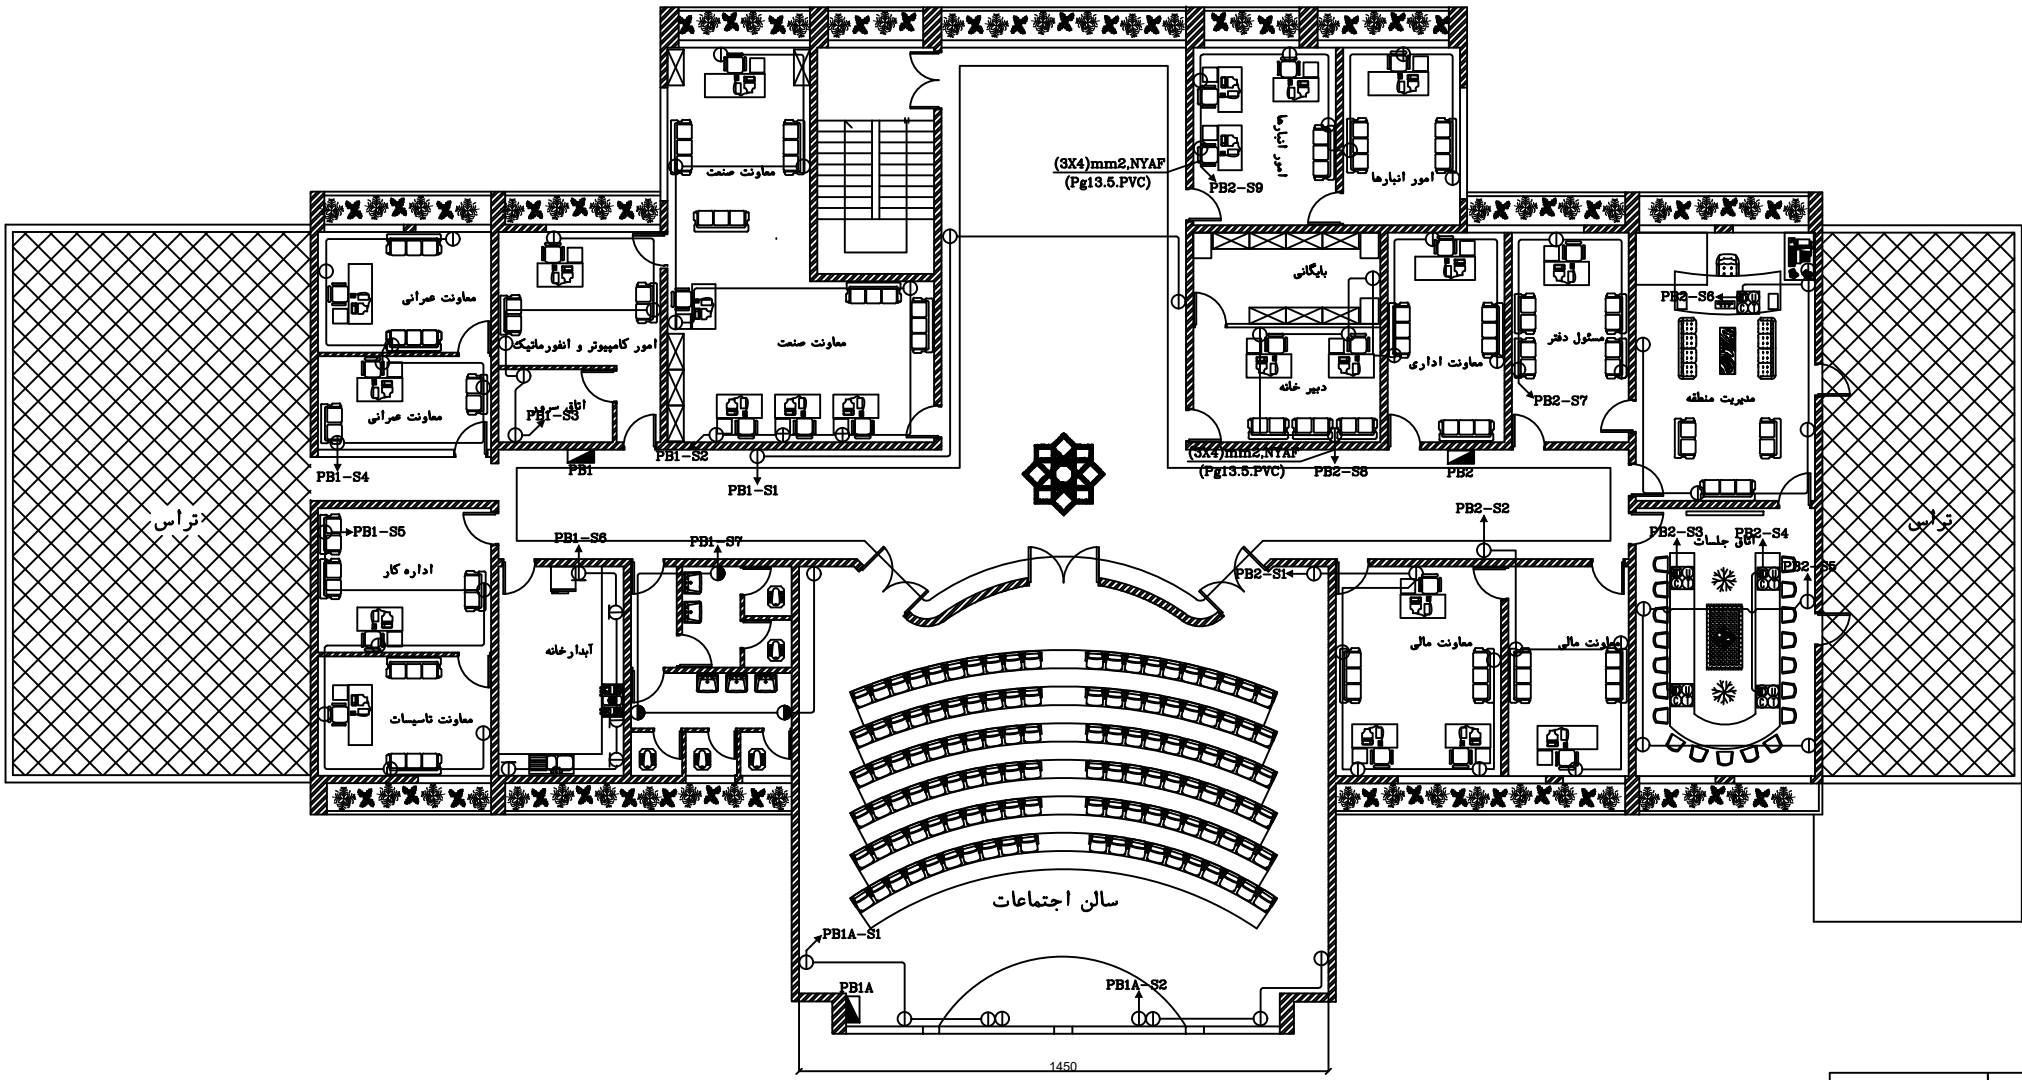 (3X4)mm2,NYAF
(Pg13.5.PVC)
معاونت صنعت
امور انبارها
امور انبارها
PB2-S9
معاونت عمرانی
بایگانی
PB2-S6
امور کامپیوتر و انفورماتیک
معاونت صنعت
مسئول دفتر
معاونت اداری
دبیر خانه
مدیریت منطقه
PB2-S7
معاونت عمرانی
اتاق سرور
PB1-S3
PB1-S2
(3X4)mm2,NYAF
(Pg13.5.PVC)
PB1-S4
PB1
PB2-S8
PB2
PB1-S1
تراس
PB2-S2
تراس
PB1-S5
PB1-S6
PB1-S7
PB2-S3
PB2-S4
اتاق جلسات
اداره کار
PB2-S1
PB2-S5
آبدارخانه
معاونت مالی
معاونت مالی
معاونت تاسیسات
سالن اجتماعات
PB1A-S1
PB1A
PB1A-S2
1450